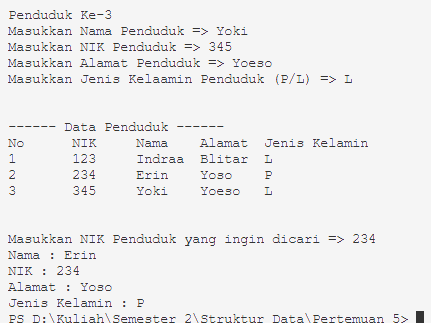 Penduduk Ke-3
Masukkan Nama Penduduk => Yoki
Masukkan NIK Penduduk => 345
Masukkan Alamat Penduduk => Yoeso
Masukkan Jenis Kelaamin Penduduk (P/L) => L
------ Data Penduduk ------
No NIK Nama Alamat Jenis Kelamin
1 123 Indraa Blitar L
2 234 Erin Yoso P
3 345 Yoki Yoeso L
Masukkan NIK Penduduk yang ingin dicari => 234
Nama : Erin
NIK : 234
Alamat : Yoso
Jenis Kelamin : P
PS D:\Kuliah\Semester 2\Struktur Data\Pertemuan 5>